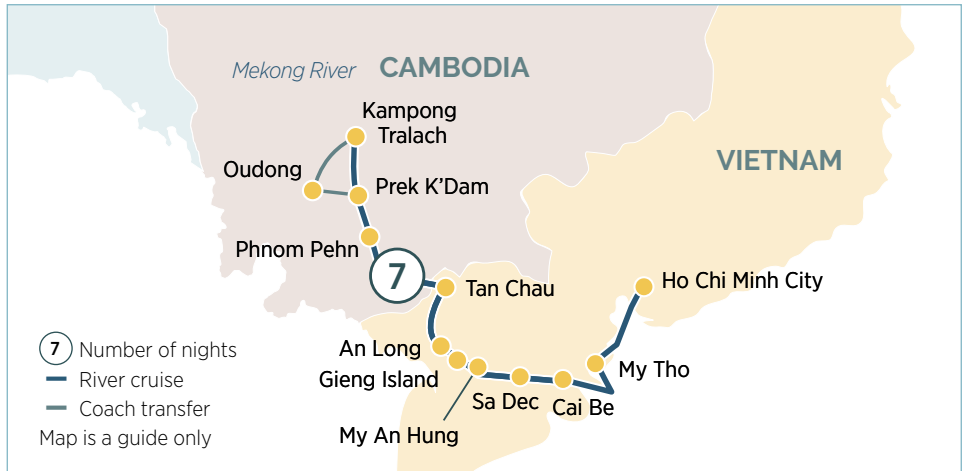 Mekong River
CAMBODIA
Kampong
Tralach
Oudong
Prek K’Dam
VIETNAM
Phnom Pehn
7
Tan Chau
Ho Chi Minh City
An Long
Gieng Island
My Tho
Sa Dec
Cai Be
My An Hung
7 Number of nights
River cruise
Coach transfer
Map is a guide only